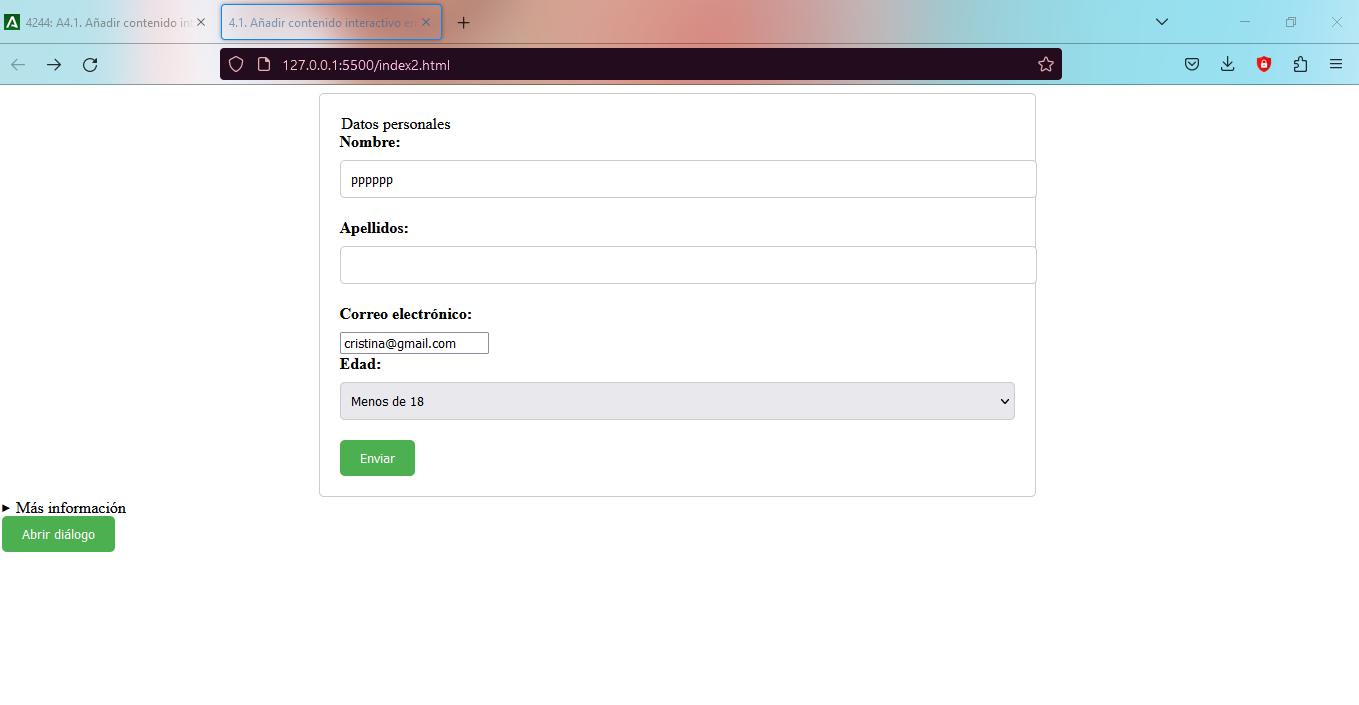 4244: A4.1. Añadir contenido int
4.1. Añadir contenido interactivo en
127.0.0.1:5500/index2.html
Datos personales
Nombre:
pppppp
Apellidos:
Correo electrónico:
cristina@gmail.com
Edad:
Menos de 18
Enviar
Más información
Abrir diálogo